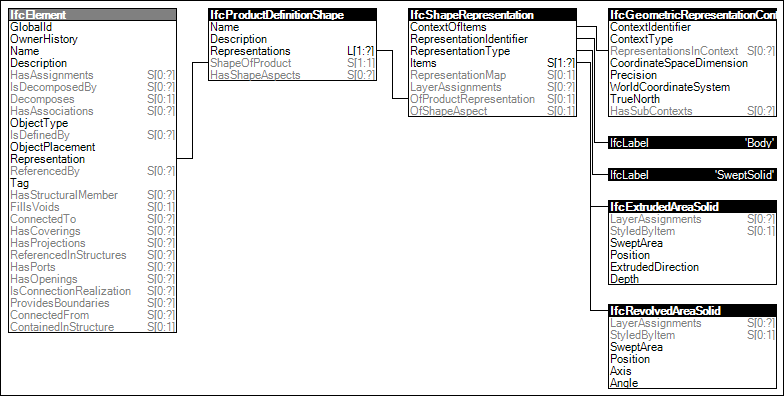 IfcElement
GlobalId
OwnerHistory
Name
Description
HasAssignments S[0:?]
IsDecomposedBy S[0:?]
Decomposes S[0:1]
HasAssociations S[0:?]
ObjectType
IsDefinedBy S[0:?]
ObjectPlacement
Representation
ReferencedBy S[0:?]
Tag
HasStructuralMember S[0:?]
FillsVoids S[0:1]
ConnectedTo S[0:?]
HasCoverings S[0:?]
HasProjections S[0:?]
ReferencedInStructures S[0:?]
HasPorts S[0:?]
HasOpenings S[0:?]
IsConnectionRealization S[0:?]
ProvidesBoundaries S[0:?]
ConnectedFrom S[0:?]
ContainedInStructure S[0:1]
IfcProductDefinitionShape
Name
Description
Representations L[1:?]
ShapeOfProduct S[1:1]
HasShapeAspects S[0:?]
IfcShapeRepresentation
ContextOfItems
RepresentationIdentifier
RepresentationType
Items S[1:?]
RepresentationMap S[0:1]
LayerAssignments S[0:?]
OfProductRepresentation S[0:1]
OfShapeAspect S[0:1]
IfcGeometricRepresentationCon
ContextIdentifier
ContextType
RepresentationsInContext S[0:?]
CoordinateSpaceDimension
Precision
WorldCoordinateSystem
TrueNorth
HasSubContexts S[0:?]
IfcLabel 'Body'
IfcLabel 'SweptSolid'
IfcExtrudedAreaSolid
LayerAssignments S[0:?]
StyledByItem S[0:1]
SweptArea
Position
ExtrudedDirection
Depth
IfcRevolvedAreaSolid
LayerAssignments S[0:?]
StyledByItem S[0:1]
SweptArea
Position
Axis
Angle